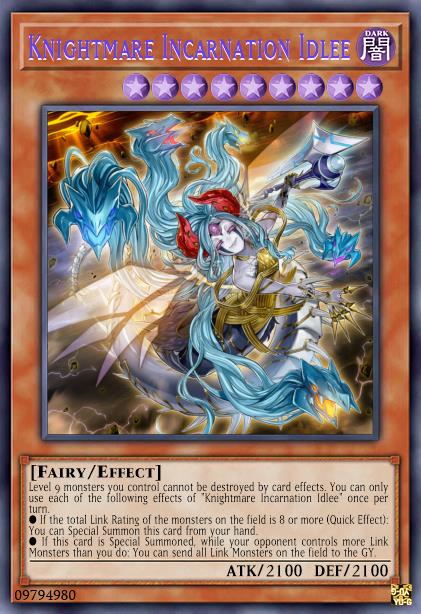 KNIGHTMARE INCARNATION IDLEE
DARK
闇
[FAIRY/EFFECT]
Level 9 monsters you control cannot be destroyed by card effects. You can only
use each of the following effects of "Knightmare Incarnation Idlee" once per
turn.
● If the total Link Rating of the monsters on the field is 8 or more (Quick Effect):
You can Special Summon this card from your hand.
● If this card is Special Summoned, while your opponent controls more Link
Monsters than you do: You can send all Link Monsters on the field to the GY.
ATK/2100 DEF/2100
09794980